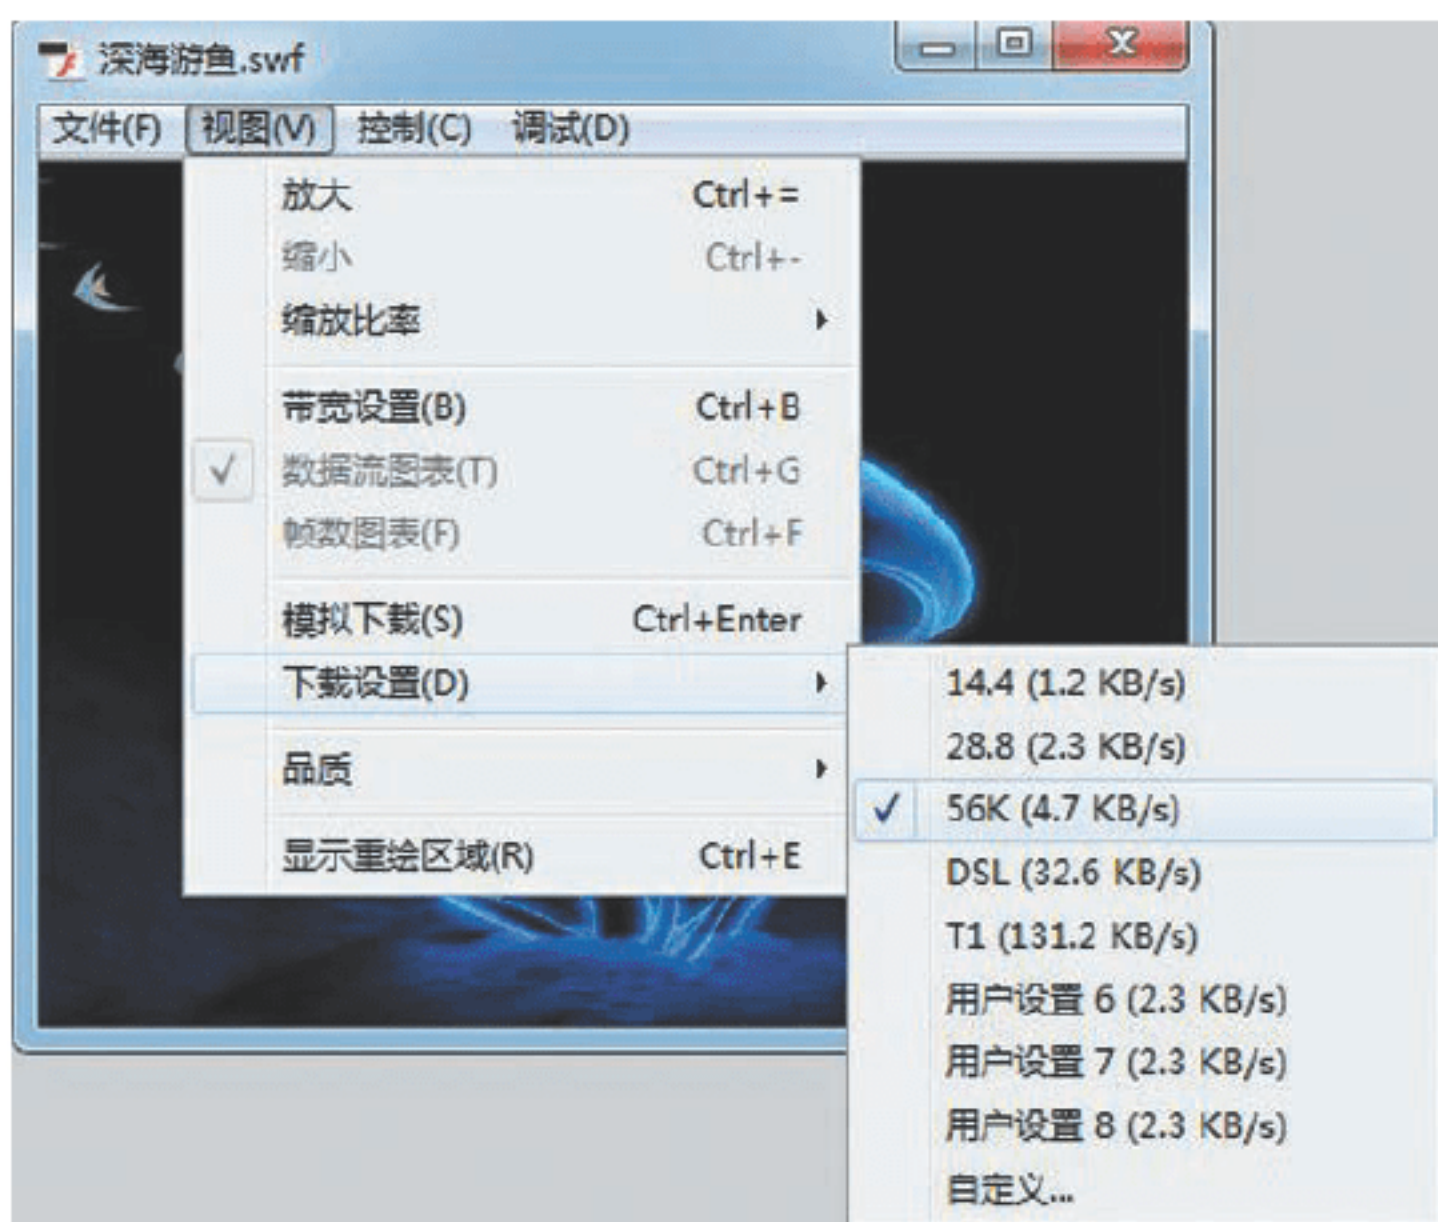 深海游鱼.swf
文件(F) 视图(V) 控制(C) 调试(D)
放大 Ctrl+=
缩小 Ctrl+-
缩放比率
带宽设置(B) Ctrl+B
数据流图表(T) Ctrl+G
帧数图表(F) Ctrl+F
模拟下载(S) Ctrl+Enter
下载设置(D)
品质
显示重绘区域(R) Ctrl+E
14.4 (1.2 KB/s)
28.8 (2.3 KB/s)
56K (4.7 KB/s)
DSL (32.6 KB/s)
T1 (131.2 KB/s)
用户设置 6 (2.3 KB/s)
用户设置 7 (2.3 KB/s)
用户设置 8 (2.3 KB/s)
自定义...